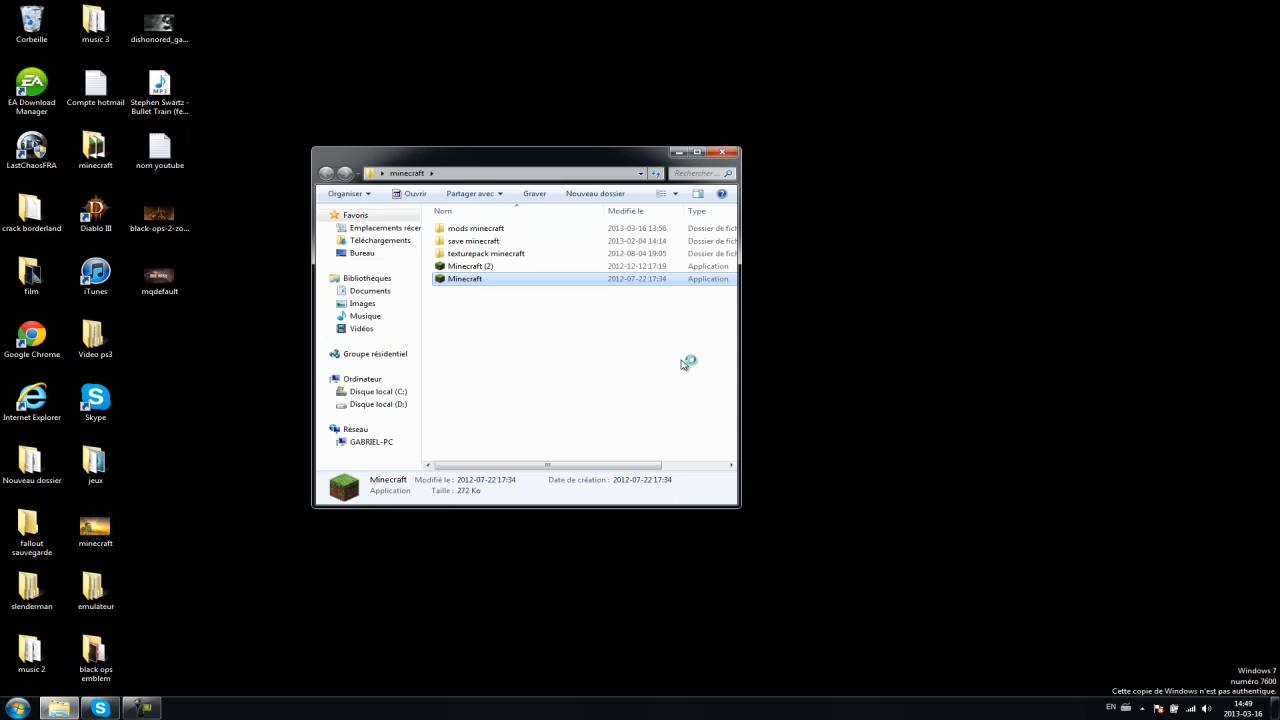 Corbeille
music 3
dishonored_ga...
EA Download
Manager
Compte hotmail
Stephen Swartz -
Bullet Train (fe...
LastChaosFRA
minecraft
nom youtube
crack borderland
Diablo III
black-ops-2-zo...
film
iTunes
mqdefault
Google Chrome
Video ps3
Internet Explorer
Skype
Nouveau dossier
jeux
fallout
sauvegarde
minecraft
slenderman
emulateur
music 2
black ops
emblem
minecraft
Rechercher ...
Organiser
Ouvrir
Partager avec
Graver
Nouveau dossier
Nom
Modifié le
Type
Favoris
Emplacements récer
Téléchargements
Bureau
Bibliothèques
Documents
Images
Musique
Vidéos
Groupe résidentiel
Ordinateur
Disque local (C:)
Disque local (D:)
Réseau
GABRIEL-PC
mods minecraft 2013-03-16 13:56 Dossier de fich
save minecraft 2013-02-04 14:14 Dossier de fich
texturepack minecraft 2012-08-04 19:05 Dossier de fich
Minecraft (2) 2012-12-12 17:19 Application
Minecraft 2012-07-22 17:34 Application
Minecraft Modifié le : 2012-07-22 17:34 Date de création : 2012-07-22 17:34
Application Taille : 272 Ko
Windows 7
numéro 7600
Cette copie de Windows n'est pas authentique.
EN
14:49
2013-03-16